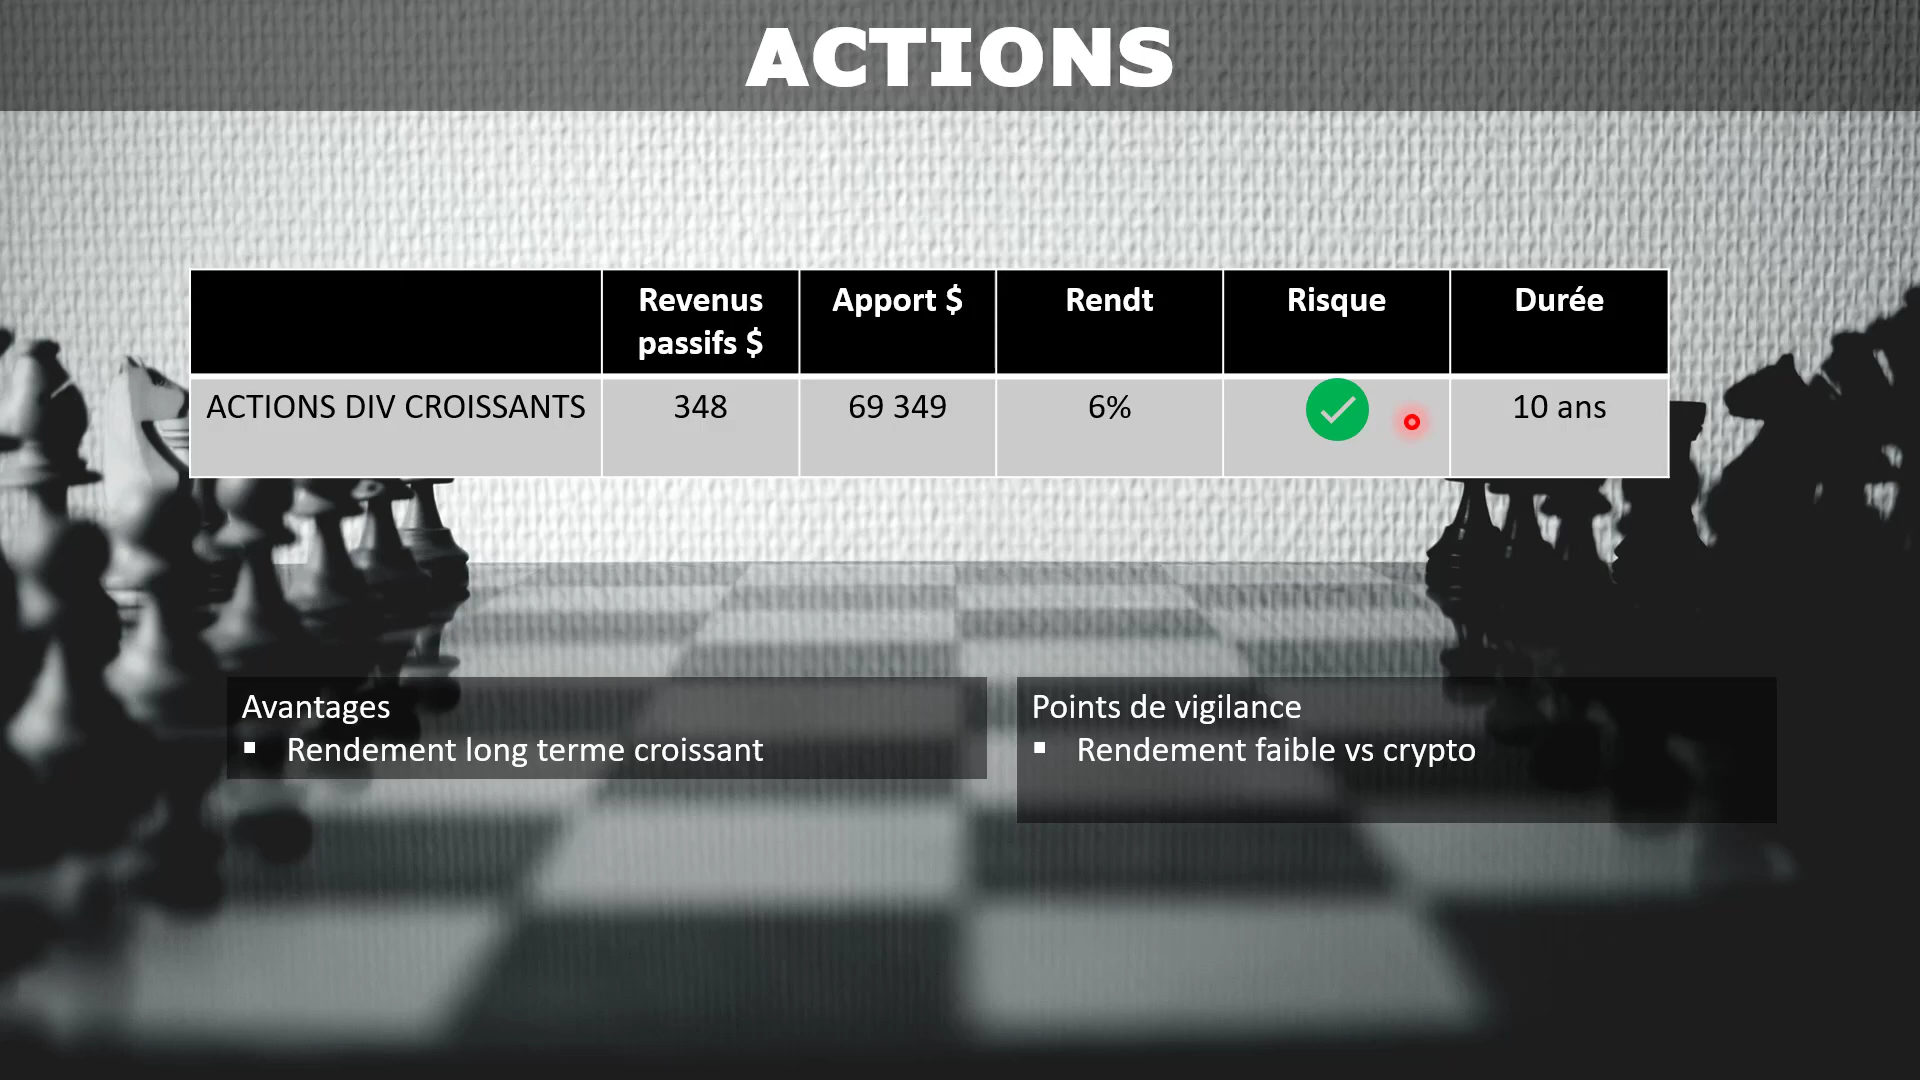 ACTIONS
Revenus
passifs $
Apport $
Rendt
Risque
Durée
ACTIONS DIV CROISSANTS
348
69 349
6%
10 ans
Avantages
▪ Rendement long terme croissant
Points de vigilance
▪ Rendement faible vs crypto